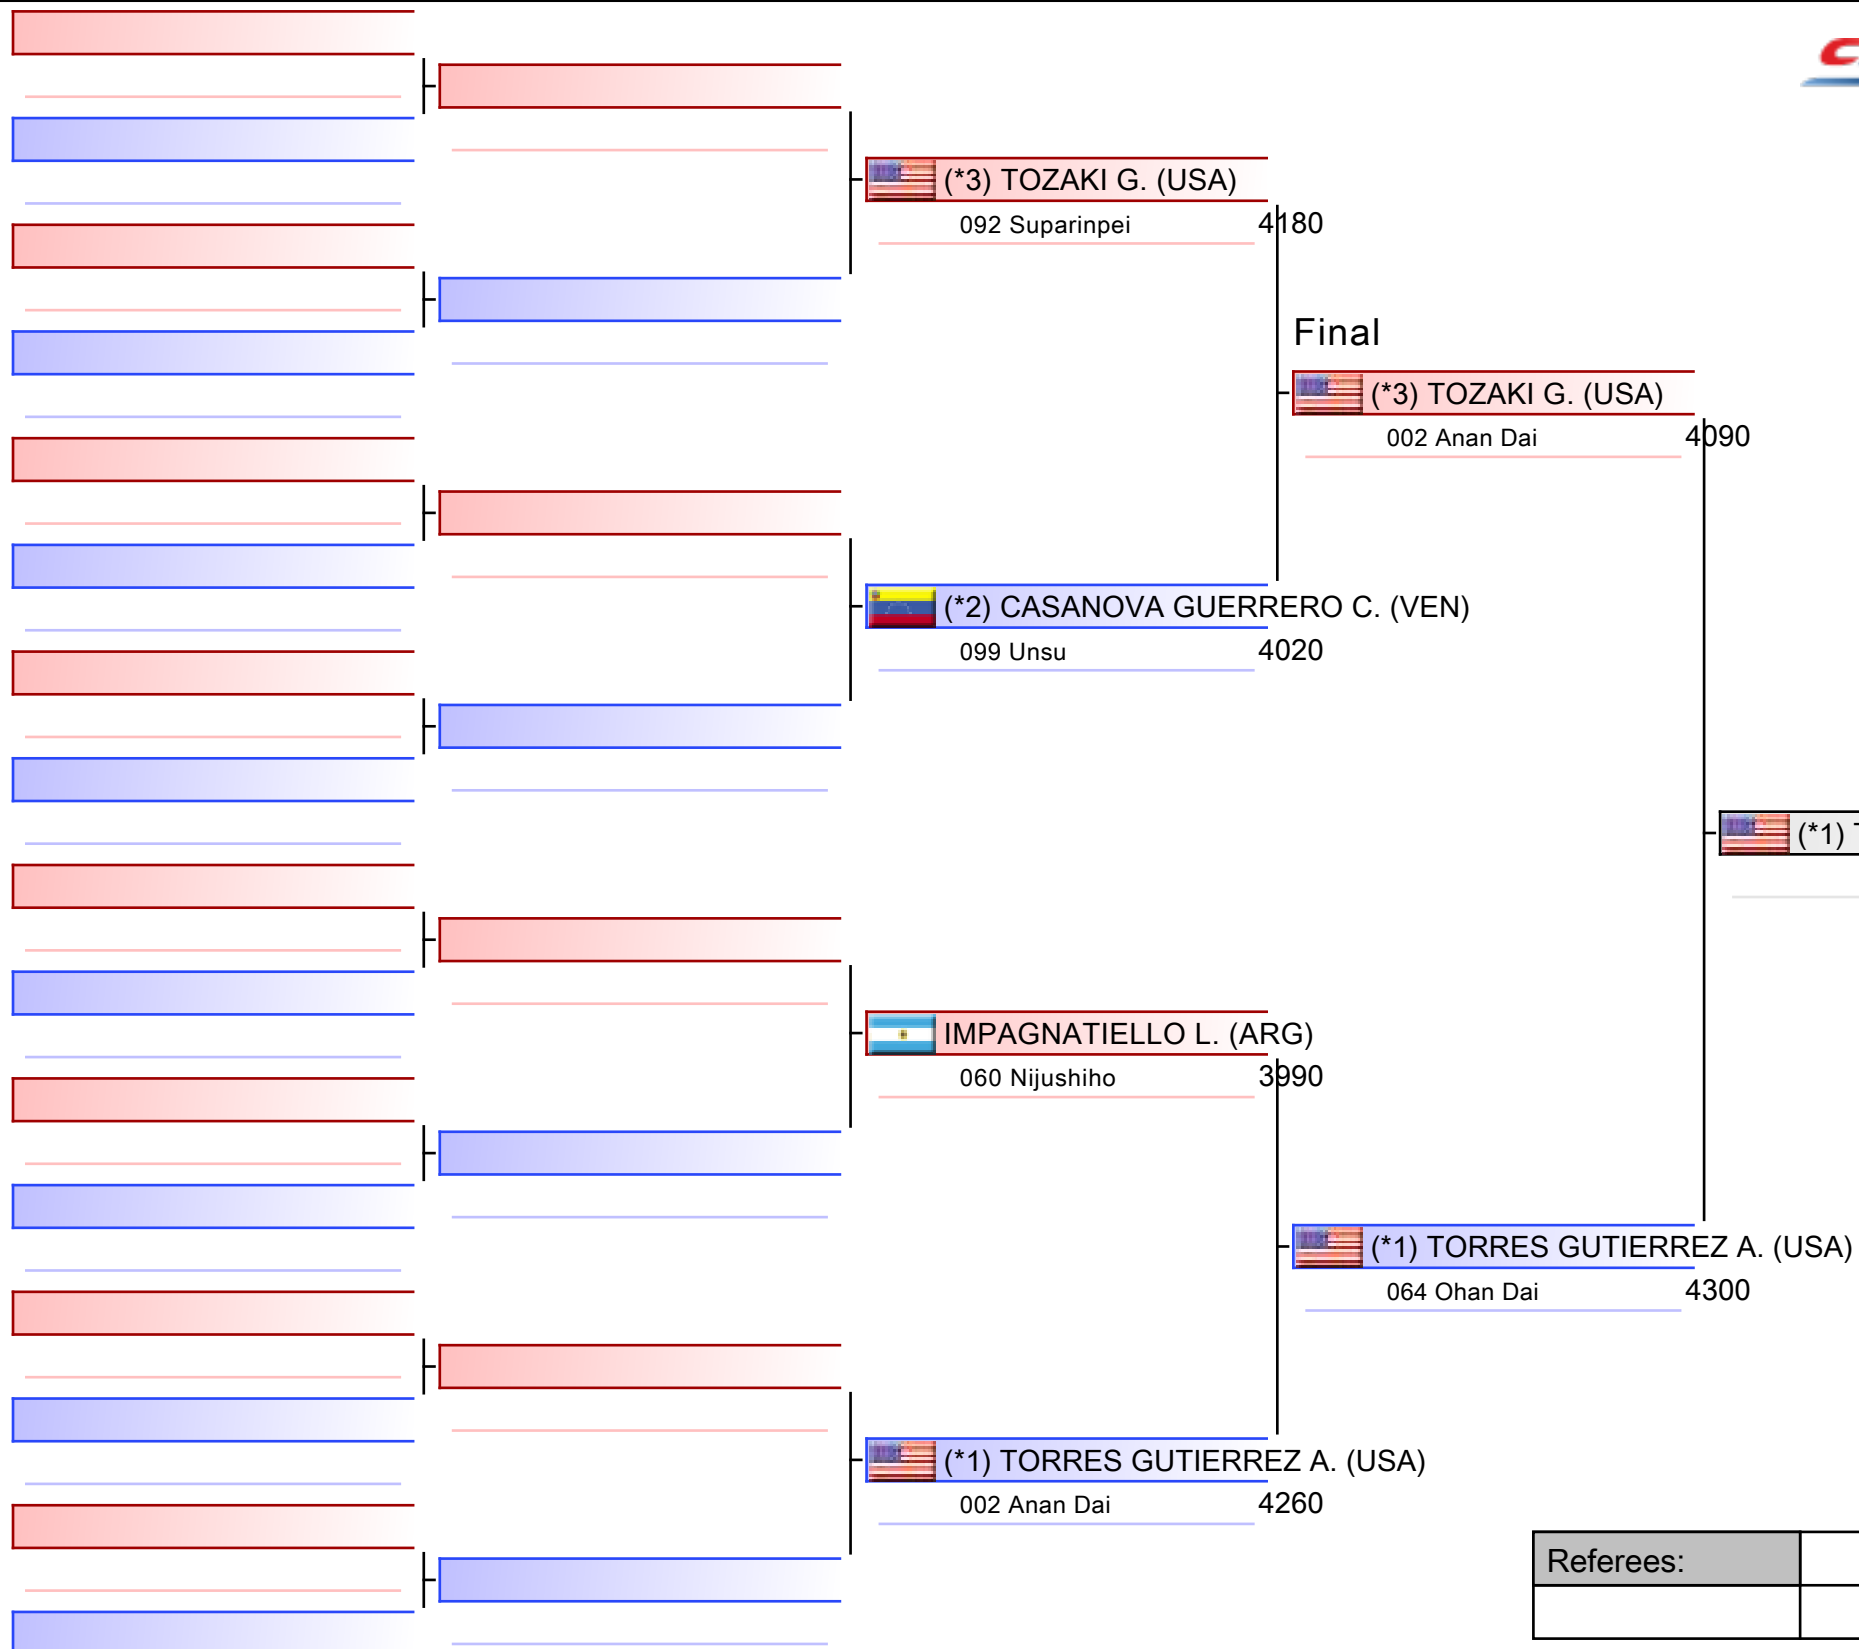 (*3) TOZAKI G. (USA)
092 Suparinpei 4180
Final
(*3) TOZAKI G. (USA)
002 Anan Dai 4090
(*2) CASANOVA GUERRERO C. (VEN)
099 Unsu 4020
(*1)
IMPAGNATIELLO L. (ARG)
060 Nijushiho 3990
(*1) TORRES GUTIERREZ A. (USA)
064 Ohan Dai 4300
(*1) TORRES GUTIERREZ A. (USA)
002 Anan Dai 4260
Referees: